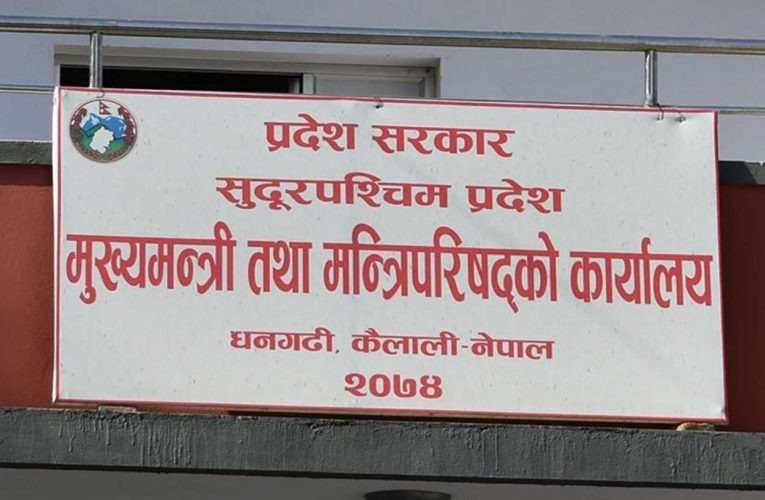 प्रदेश सरकार
सुदूरपश्चिम प्रदेश
मुख्यमन्त्री तथा मन्त्रिपरिषद्को कार्यालय
धनगढी, कैलाली-नेपाल
२०७४